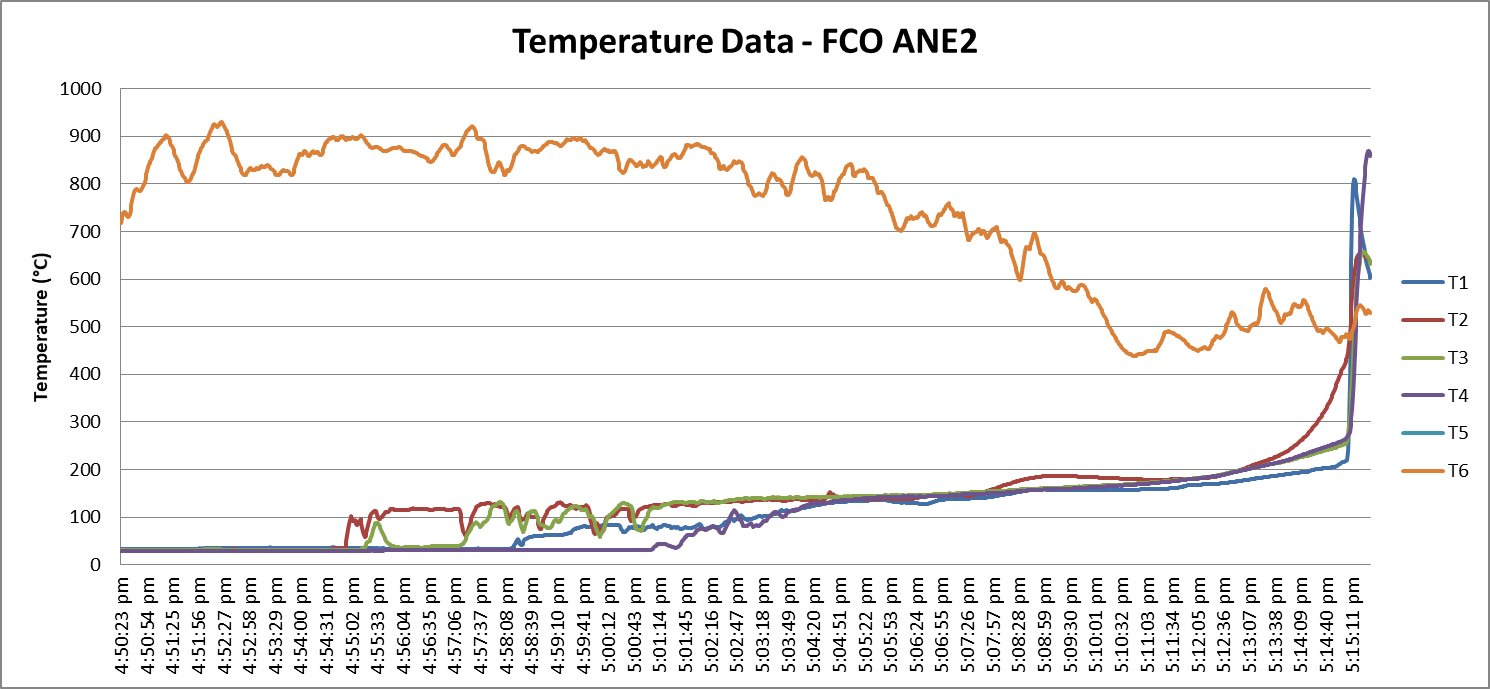 Temperature Data - FCO ANE2
Temperature (°C)
1000
900
800
700
600
500
400
300
200
100
0
4:50:23 pm
4:50:54 pm
4:51:25 pm
4:51:56 pm
4:52:27 pm
4:52:58 pm
4:53:29 pm
4:54:00 pm
4:54:31 pm
4:55:02 pm
4:55:33 pm
4:56:04 pm
4:56:35 pm
4:57:06 pm
4:57:37 pm
4:58:08 pm
4:58:39 pm
4:59:10 pm
4:59:41 pm
5:00:12 pm
5:00:43 pm
5:01:14 pm
5:01:45 pm
5:02:16 pm
5:02:47 pm
5:03:18 pm
5:03:49 pm
5:04:20 pm
5:04:51 pm
5:05:22 pm
5:05:53 pm
5:06:24 pm
5:06:55 pm
5:07:26 pm
5:07:57 pm
5:08:28 pm
5:08:59 pm
5:09:30 pm
5:10:01 pm
5:10:32 pm
5:11:03 pm
5:11:34 pm
5:12:05 pm
5:12:36 pm
5:13:07 pm
5:13:38 pm
5:14:09 pm
5:14:40 pm
5:15:11 pm
T1
T2
T3
T4
T5
T6